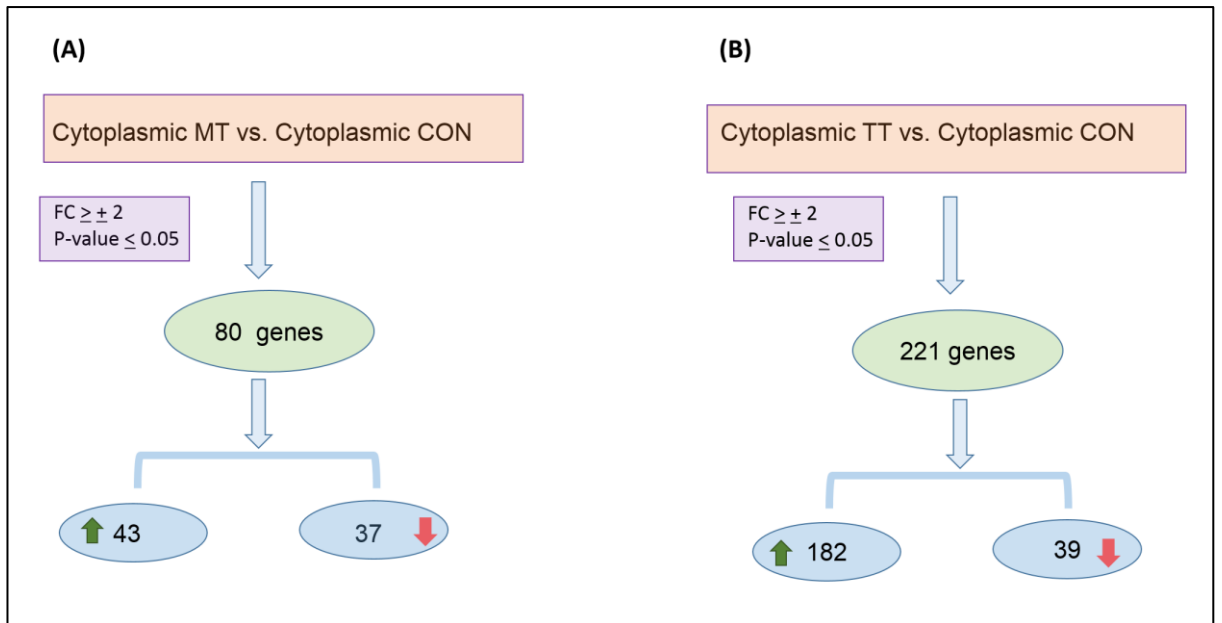 (A)
Cytoplasmic MT vs. Cytoplasmic CON
FC ≥ ± 2
P-value ≤ 0.05
80 genes
43
37
(B)
Cytoplasmic TT vs. Cytoplasmic CON
FC ≥ ± 2
P-value ≤ 0.05
221 genes
182
39